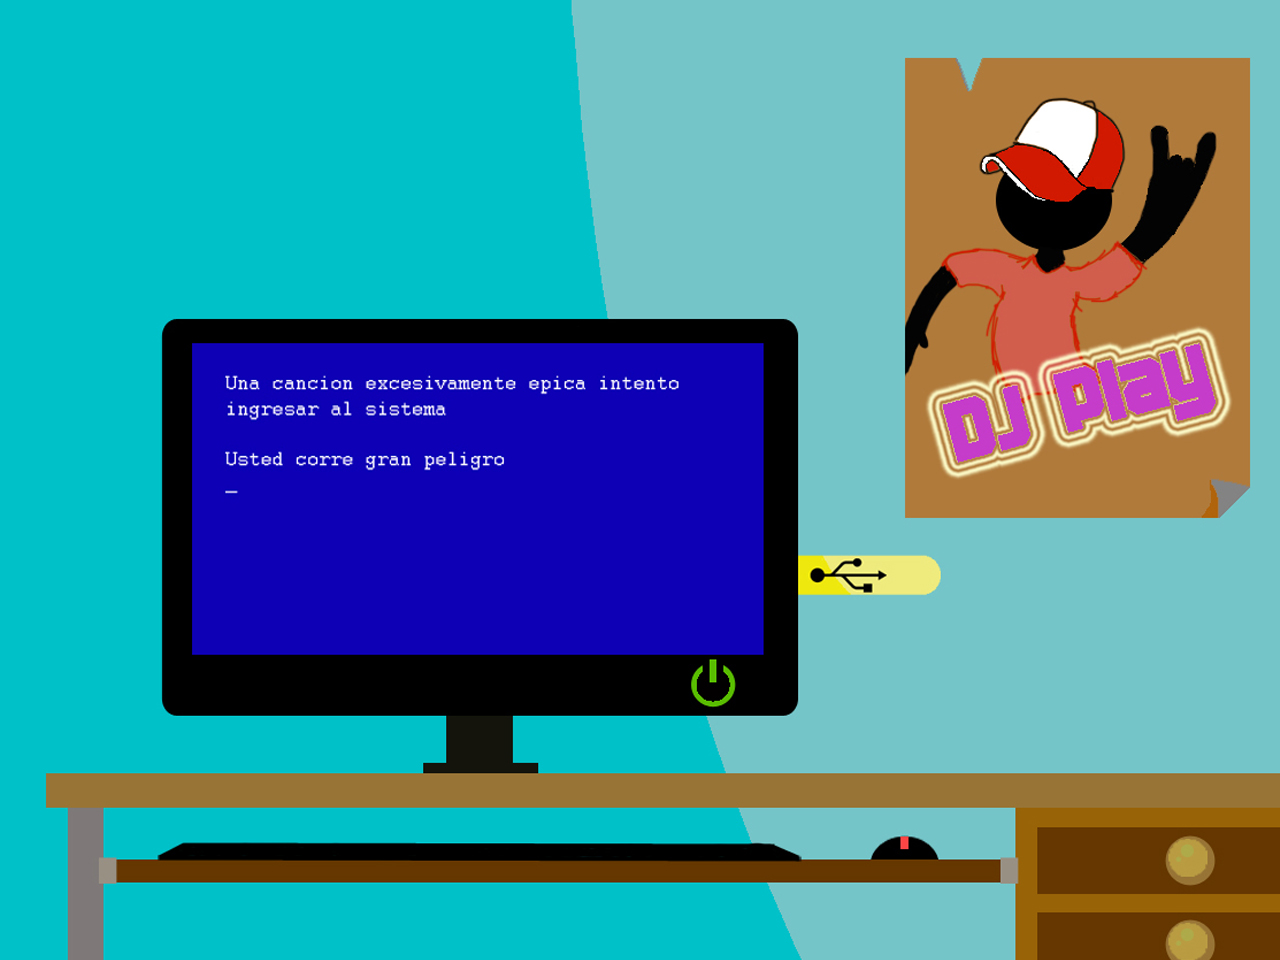 Una cancion excesivamente epica intento
ingresar al sistema
Usted corre gran peligro
_
DJ Play